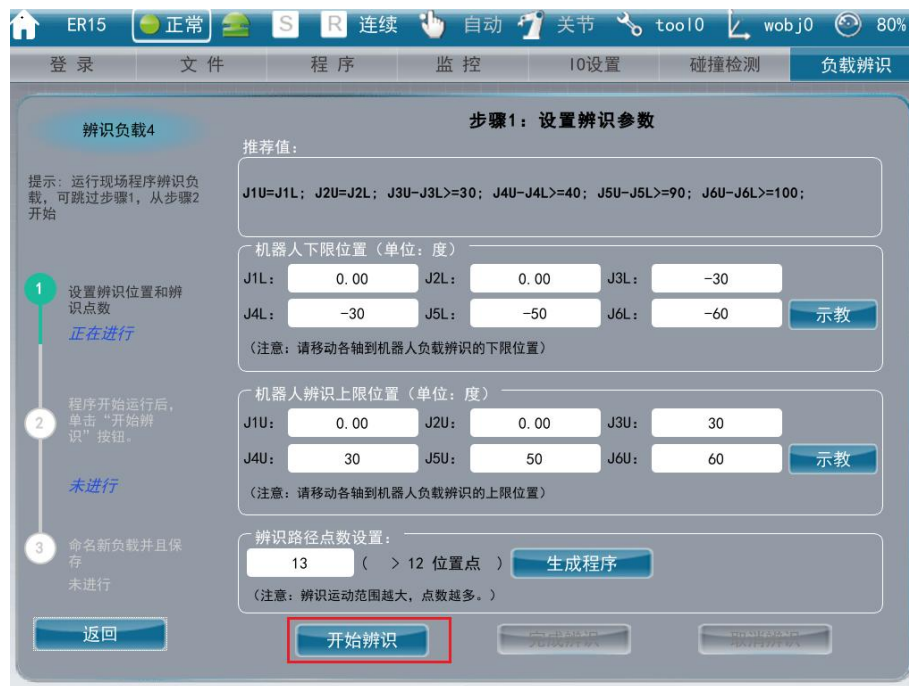 ER15 正常 S R 连续 自动 关节 tool0 wobj0 80%
登录 文件 程序 监控 IO设置 碰撞检测 负载辨识
辨识负载4
提示：运行现场程序辨识负
载，可跳过步骤1，从步骤2
开始
1
设置辨识位置和辨
识点数
正在进行
2
程序开始运行后，
单击“开始辨
识”按钮。
未进行
3
命名新负载并且保
存
未进行
返回
步骤1：设置辨识参数
推荐值：
J1U=J1L；J2U=J2L；J3U-J3L>=30；J4U-J4L>=40；J5U-J5L>=90；J6U-J6L>=100；
机器人下限位置（单位：度）
J1L： 0.00 J2L： 0.00 J3L： -30
J4L： -30 J5L： -50 J6L： -60 示教
（注意：请移动各轴到机器人负载辨识的下限位置）
机器人辨识上限位置（单位：度）
J1U： 0.00 J2U： 0.00 J3U： 30
J4U： 30 J5U： 50 J6U： 60 示教
（注意：请移动各轴到机器人负载辨识的上限位置）
辨识路径点数设置：
13 （ > 12 位置点 ） 生成程序
（注意：辨识运动范围越大，点数越多。）
开始辨识 完成辨识 取消辨识